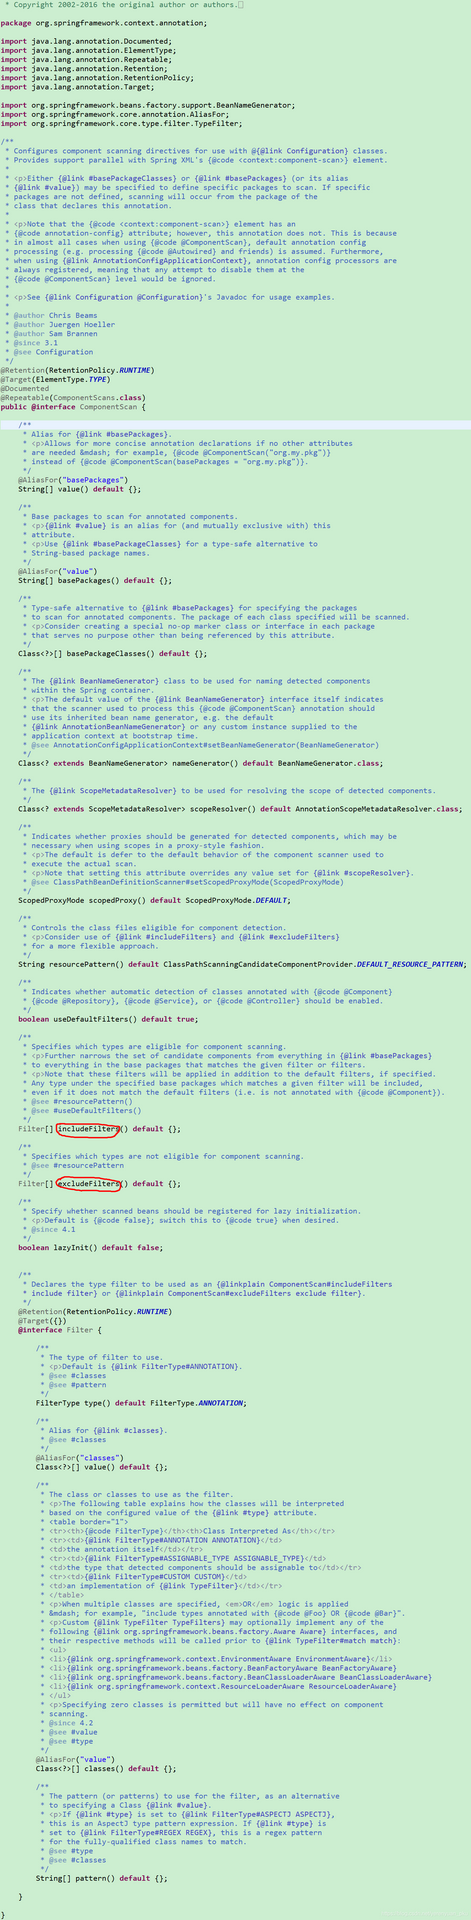 * Copyright 2002-2016 the original author or authors.
package org.springframework.context.annotation;
import java.lang.annotation.Documented;
import java.lang.annotation.ElementType;
import java.lang.annotation.Repeatable;
import java.lang.annotation.Retention;
import java.lang.annotation.RetentionPolicy;
import java.lang.annotation.Target;
import org.springframework.beans.factory.support.BeanNameGenerator;
import org.springframework.core.annotation.AliasFor;
import org.springframework.core.type.filter.TypeFilter;
/**
* Configures component scanning directives for use with @{@link Configuration} classes.
* Provides support parallel with Spring XML's {@code <context:component-scan>} element.
*
* <p>Either {@link #basePackageClasses} or {@link #basePackages} (or its alias
* {@link #value}) may be specified to define specific packages to scan. If specific
* packages are not defined, scanning will occur from the package of the
* class that declares this annotation.
*
* <p>Note that the {@code <context:component-scan>} element has an
* {@code annotation-config} attribute; however, this annotation does not. This is because
* in almost all cases when using {@code @ComponentScan}, default annotation config
* processing (e.g. processing {@code @Autowired} and friends) is assumed. Furthermore,
* when using {@link AnnotationConfigApplicationContext}, annotation config processors are
* always registered, meaning that any attempt to disable them at the
* {@code @ComponentScan} level would be ignored.
*
* <p>See {@link Configuration @Configuration}'s Javadoc for usage examples.
*
* @author Chris Beams
* @author Juergen Hoeller
* @author Sam Brannen
* @since 3.1
* @see Configuration
*/
@Retention(RetentionPolicy.RUNTIME)
@Target(ElementType.TYPE)
@Documented
@Repeatable(ComponentScans.class)
public @interface ComponentScan {
/**
* Alias for {@link #basePackages}.
* <p>Allows for more concise annotation declarations if no other attributes
* are needed &mdash; for example, {@code @ComponentScan("org.my.pkg")}
* instead of {@code @ComponentScan(basePackages = "org.my.pkg")}.
*/
@AliasFor("basePackages")
String[] value() default {};
/**
* Base packages to scan for annotated components.
* <p>{@link #value} is an alias for (and mutually exclusive with) this
* attribute.
* <p>Use {@link #basePackageClasses} for a type-safe alternative to
* String-based package names.
*/
@AliasFor("value")
String[] basePackages() default {};
/**
* Type-safe alternative to {@link #basePackages} for specifying the packages
* to scan for annotated components. The package of each class specified will be scanned.
* <p>Consider creating a special no-op marker class or interface in each package
* that serves no purpose other than being referenced by this attribute.
*/
Class<?>[] basePackageClasses() default {};
/**
* The {@link BeanNameGenerator} class to be used for naming detected components
* within the Spring container.
* <p>The default value of the {@link BeanNameGenerator} interface itself indicates
* that the scanner used to process this {@code @ComponentScan} annotation should
* use its inherited bean name generator, e.g. the default
* {@link AnnotationBeanNameGenerator} or any custom instance supplied to the
* application context at bootstrap time.
* @see AnnotationConfigApplicationContext#setBeanNameGenerator(BeanNameGenerator)
*/
Class<? extends BeanNameGenerator> nameGenerator() default BeanNameGenerator.class;
/**
* The {@link ScopeMetadataResolver} to be used for resolving the scope of detected components.
*/
Class<? extends ScopeMetadataResolver> scopeResolver() default AnnotationScopeMetadataResolver.class;
/**
* Indicates whether proxies should be generated for detected components, which may be
* necessary when using scopes in a proxy-style fashion.
* <p>The default is defer to the default behavior of the component scanner used to
* execute the actual scan.
* <p>Note that setting this attribute overrides any value set for {@link #scopeResolver}.
* @see ClassPathBeanDefinitionScanner#setScopedProxyMode(ScopedProxyMode)
*/
ScopedProxyMode scopedProxy() default ScopedProxyMode.DEFAULT;
/**
* Controls the class files eligible for component detection.
* <p>Consider use of {@link #includeFilters} and {@link #excludeFilters}
* for a more flexible approach.
*/
String resourcePattern() default ClassPathScanningCandidateComponentProvider.DEFAULT_RESOURCE_PATTERN;
/**
* Indicates whether automatic detection of classes annotated with {@code @Component}
* {@code @Repository}, {@code @Service}, or {@code @Controller} should be enabled.
*/
boolean useDefaultFilters() default true;
/**
* Specifies which types are eligible for component scanning.
* <p>Further narrows the set of candidate components from everything in {@link #basePackages}
* to everything in the base packages that matches the given filter or filters.
* <p>Note that these filters will be applied in addition to the default filters, if specified.
* Any type under the specified base packages which matches a given filter will be included,
* even if it does not match the default filters (i.e. is not annotated with {@code @Component}).
* @see #resourcePattern()
* @see #useDefaultFilters()
*/
Filter[] includeFilters() default {};
/**
* Specifies which types are not eligible for component scanning.
* @see #resourcePattern
*/
Filter[] excludeFilters() default {};
/**
* Specify whether scanned beans should be registered for lazy initialization.
* <p>Default is {@code false}; switch this to {@code true} when desired.
* @since 4.1
*/
boolean lazyInit() default false;
/**
* Declares the type filter to be used as an {@linkplain ComponentScan#includeFilters
* include filter} or {@linkplain ComponentScan#excludeFilters exclude filter}.
*/
@Retention(RetentionPolicy.RUNTIME)
@Target({})
@interface Filter {
/**
* The type of filter to use.
* <p>Default is {@link FilterType#ANNOTATION}.
* @see #classes
* @see #pattern
*/
FilterType type() default FilterType.ANNOTATION;
/**
* Alias for {@link #classes}.
* @see #classes
*/
@AliasFor("classes")
Class<?>[] value() default {};
/**
* The class or classes to use as the filter.
* <p>The following table explains how the classes will be interpreted
* based on the configured value of the {@link #type} attribute.
* <table border="1">
* <tr><th>{@code FilterType}</th><th>Class Interpreted As</th></tr>
* <tr><td>{@link FilterType#ANNOTATION ANNOTATION}</td>
* <td>the annotation itself</td></tr>
* <tr><td>{@link FilterType#ASSIGNABLE_TYPE ASSIGNABLE_TYPE}</td>
* <td>the type that detected components should be assignable to</td></tr>
* <tr><td>{@link FilterType#CUSTOM CUSTOM}</td>
* <td>an implementation of {@link TypeFilter}</td></tr>
* </table>
* <p>When multiple classes are specified, <em>OR</em> logic is applied
* &mdash; for example, "include types annotated with {@code @Foo} OR {@code @Bar}".
* <p>Custom {@link TypeFilter TypeFilters} may optionally implement any of the
* following {@link org.springframework.beans.factory.Aware Aware} interfaces, and
* their respective methods will be called prior to {@link TypeFilter#match match}:
* <ul>
* <li>{@link org.springframework.context.EnvironmentAware EnvironmentAware}</li>
* <li>{@link org.springframework.beans.factory.BeanFactoryAware BeanFactoryAware}
* <li>{@link org.springframework.beans.factory.BeanClassLoaderAware BeanClassLoaderAware}
* <li>{@link org.springframework.context.ResourceLoaderAware ResourceLoaderAware}
* </ul>
* <p>Specifying zero classes is permitted but will have no effect on component
* scanning.
* @since 4.2
* @see #value
* @see #type
*/
@AliasFor("value")
Class<?>[] classes() default {};
/**
* The pattern (or patterns) to use for the filter, as an alternative
* to specifying a Class {@link #value}.
* <p>If {@link #type} is set to {@link FilterType#ASPECTJ ASPECTJ},
* this is an AspectJ type pattern expression. If {@link #type} is
* set to {@link FilterType#REGEX REGEX}, this is a regex pattern
* for the fully-qualified class names to match.
* @see #type
* @see #classes
*/
String[] pattern() default {};
}
}